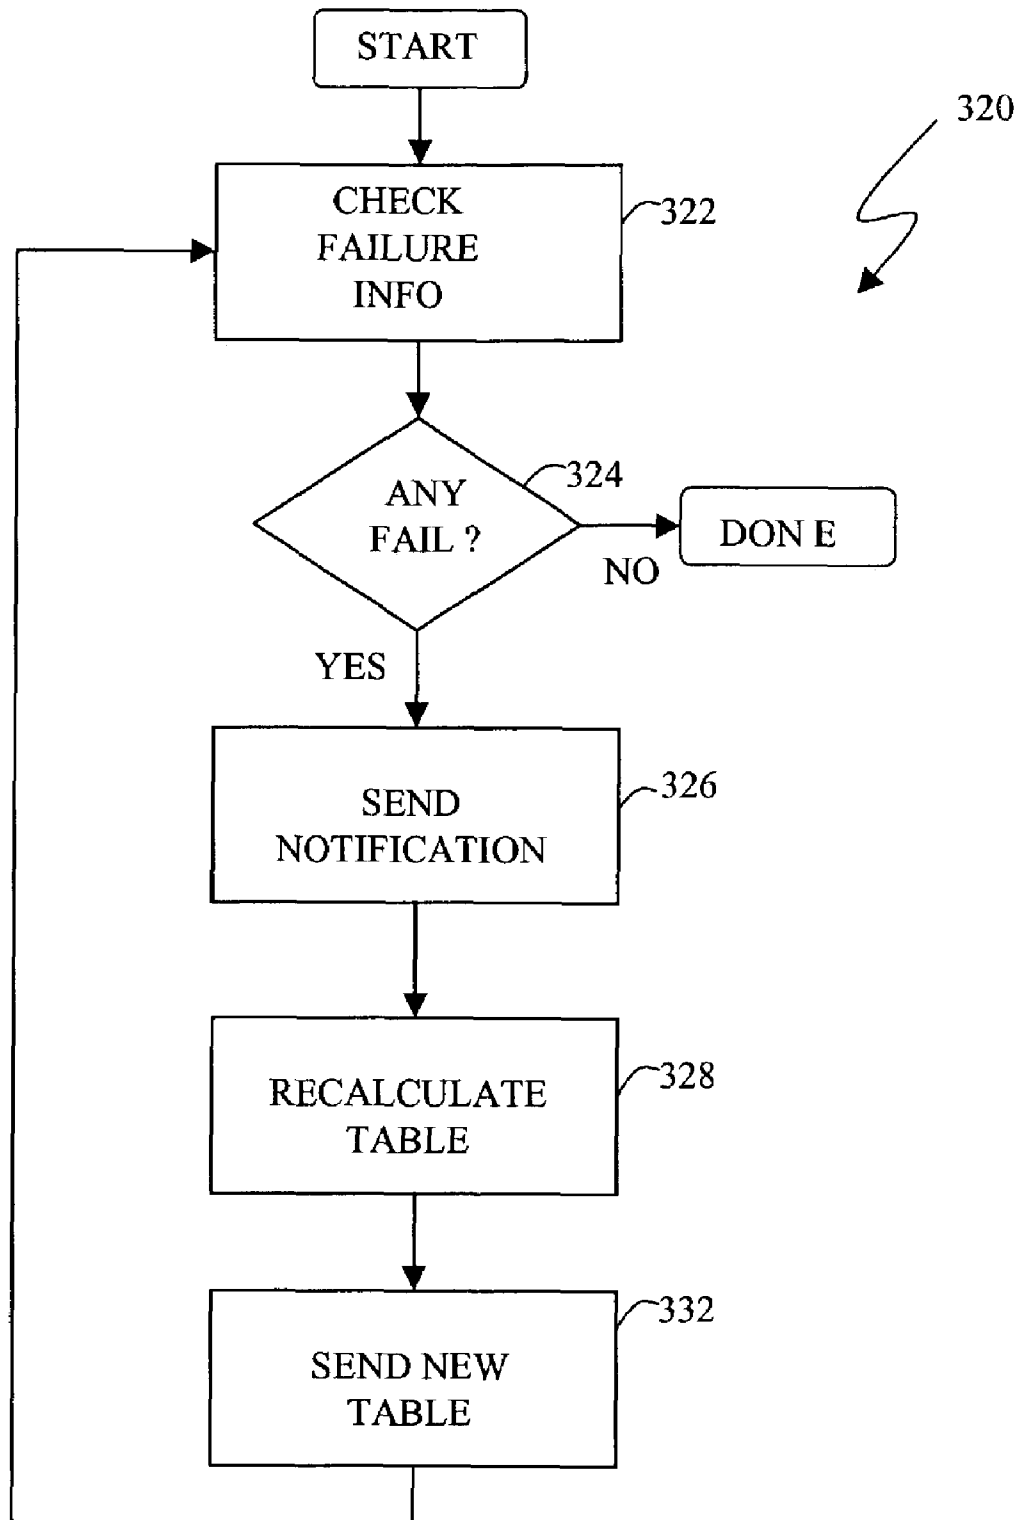 START
320
CHECK
FAILURE
INFO
322
ANY
FAIL ?
324
DON E
NO
YES
SEND
NOTIFICATION
326
RECALCULATE
TABLE
328
SEND NEW
TABLE
332